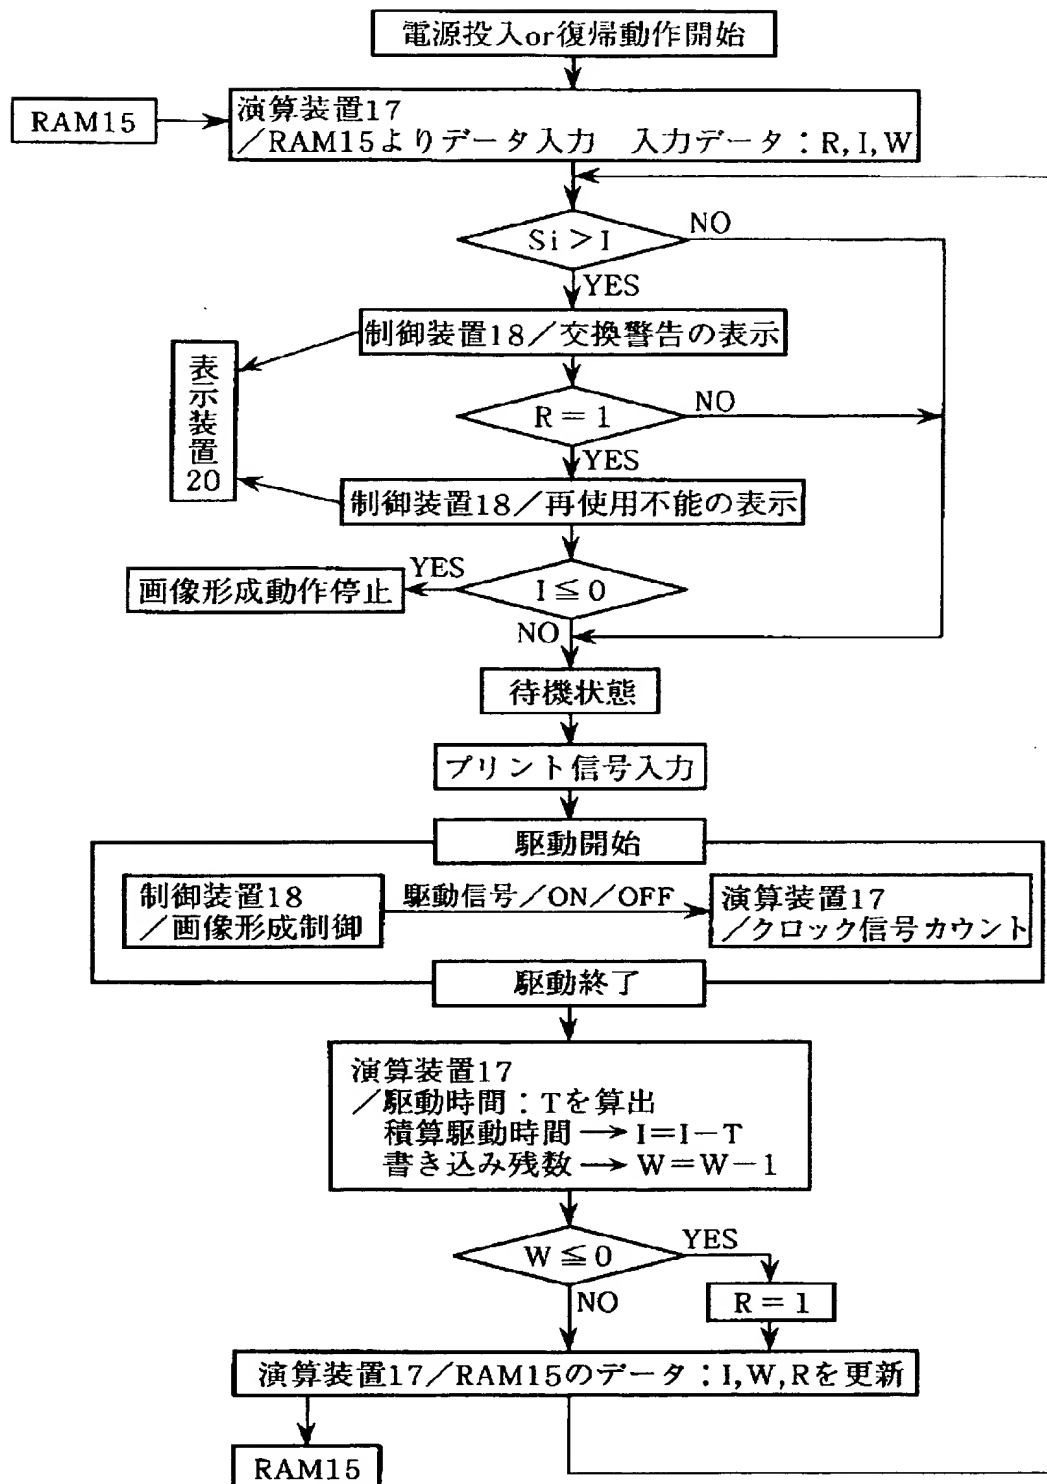 電源投入or復帰動作開始
RAM15
演算装置17
／RAM15よりデータ入力　入力データ：R, I, W
Si＞I
NO
YES
制御装置18／交換警告の表示
表示装置20
R＝1
NO
YES
制御装置18／再使用不能の表示
I≦0
YES
画像形成動作停止
NO
待機状態
プリント信号入力
駆動開始
制御装置18
／画像形成制御
駆動信号／ON／OFF
演算装置17
／クロック信号カウント
駆動終了
演算装置17
／駆動時間：Tを算出
積算駆動時間→I＝I－T
書き込み残数→W＝W－1
W≦0
YES
NO
R＝1
演算装置17／RAM15のデータ：I,W,Rを更新
RAM15